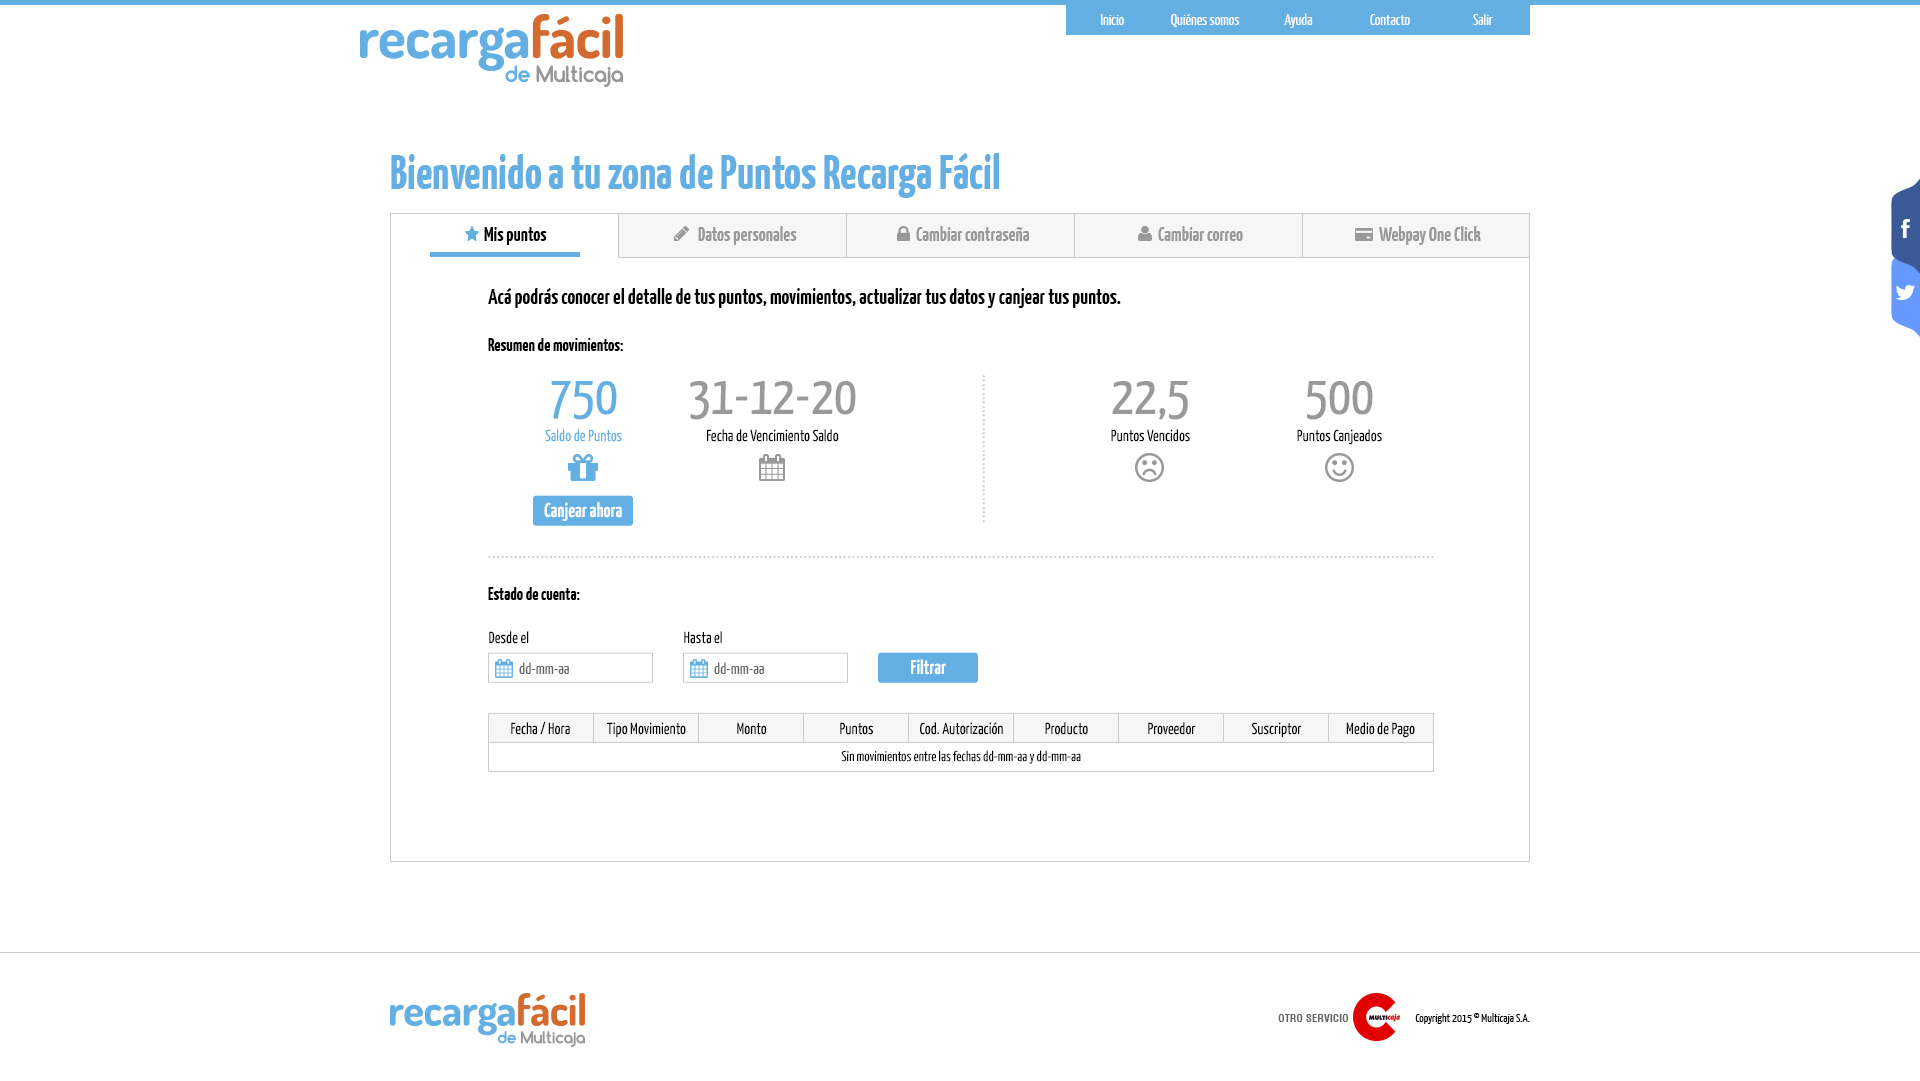 recargafácil
de Multicaja
Inicio Quiénes somos Ayuda Contacto Salir
Bienvenido a tu zona de Puntos Recarga Fácil
Mis puntos Datos personales Cambiar contraseña Cambiar correo Webpay One Click
Acá podrás conocer el detalle de tus puntos, movimientos, actualizar tus datos y canjear tus puntos.
Resumen de movimientos:
750 31-12-20 22,5 500
Saldo de Puntos Fecha de Vencimiento Saldo Puntos Vencidos Puntos Canjeados
Canjear ahora
Estado de cuenta:
Desde el Hasta el
dd-mm-aa dd-mm-aa Filtrar
Fecha / Hora Tipo Movimiento Monto Puntos Cod. Autorización Producto Proveedor Suscriptor Medio de Pago
Sin movimientos entre las fechas dd-mm-aa y dd-mm-aa
recargafácil
de Multicaja
OTRO SERVICIO MULTIcaja Copyright 2015 © Multicaja S.A.